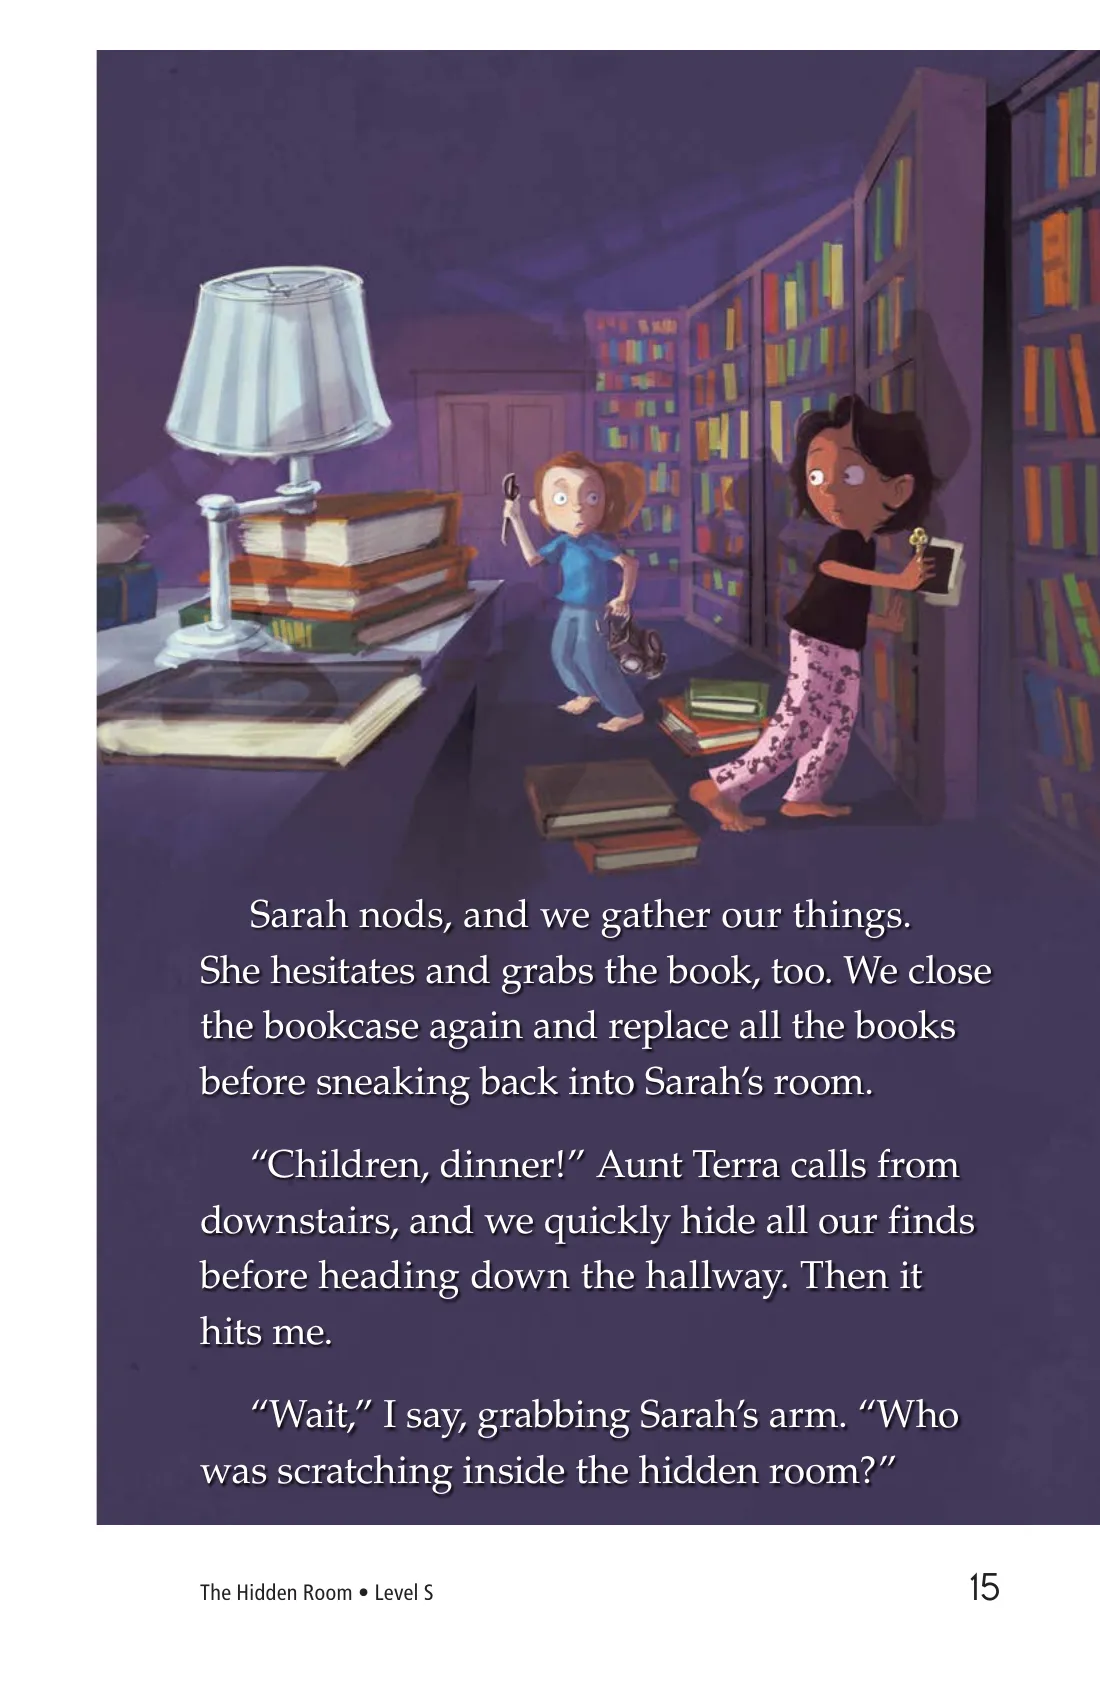 Sarah nods, and we gather our things.
She hesitates and grabs the book, too. We close
the bookcase again and replace all the books
before sneaking back into Sarah’s room.
“Children, dinner!” Aunt Terra calls from
downstairs, and we quickly hide all our finds
before heading down the hallway. Then it
hits me.
“Wait,” I say, grabbing Sarah’s arm. “Who
was scratching inside the hidden room?”
The Hidden Room • Level S
15